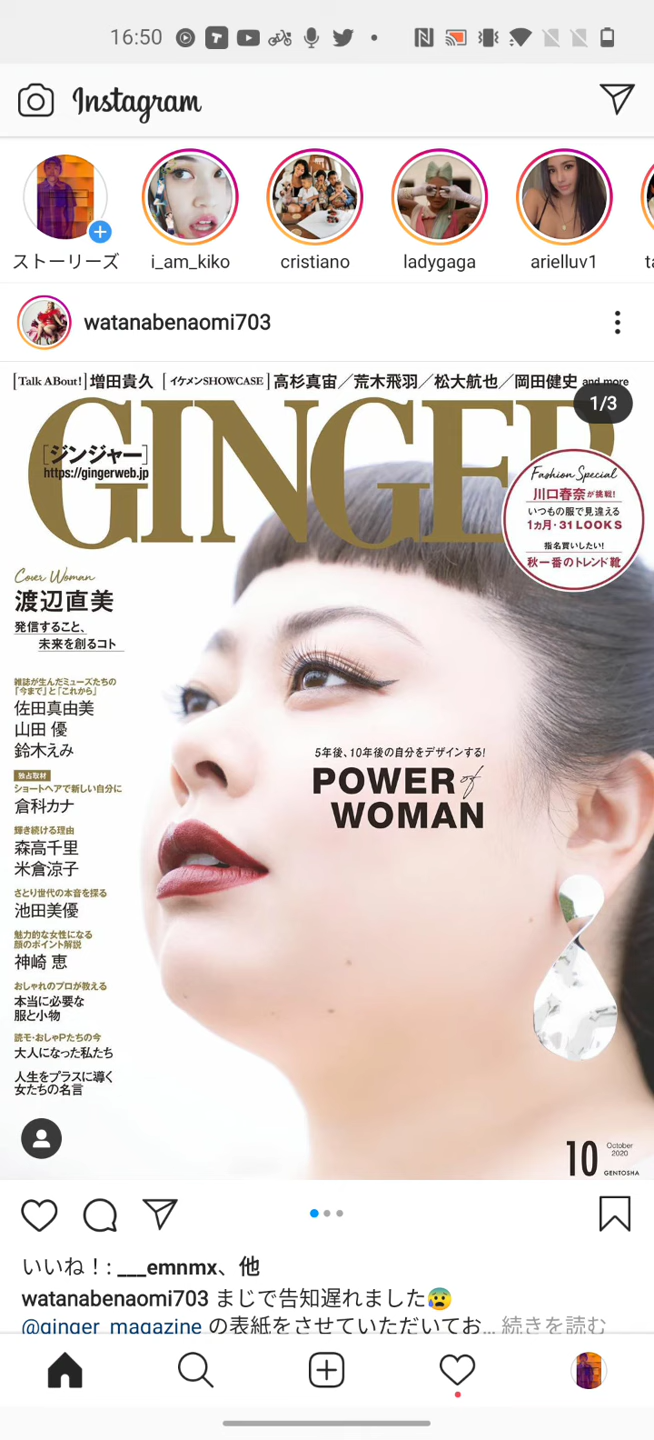 16:50
Instagram
ストーリーズ
i_am_kiko
cristiano
ladygaga
arielluv1
watanabenaomi703
[Talk ABout!] 増田貴久 [イケメンSHOWCASE] 高杉真宙／荒木飛羽／松大航也／岡田健史 and more
1/3
GINGER
[ジンジャー]
https://gingerweb.jp
Fashion Special
川口春奈が挑戦!
いつもの服で見違える
1ヵ月・31 LOOKS
指名買いしたい!
秋一番のトレンド靴
Cover Woman
渡辺直美
発信すること、
未来を創るコト
雑誌が生んだミューズたちの
「今まで」と「これから」
佐田真由美
山田 優
鈴木えみ
独占取材
ショートヘアで新しい自分に
倉科カナ
輝き続ける理由
森高千里
米倉涼子
さとり世代の本音を探る
池田美優
魅力的な女性になる
顔のポイント解説
神崎 恵
おしゃれのプロが教える
本当に必要な
服と小物
読モ・おしゃPたちの今
大人になった私たち
人生をプラスに導く
女たちの名言
5年後、10年後の自分をデザインする!
POWER of
WOMAN
10
October
2020
GENTOSHA
いいね！: ___emnmx、他
watanabenaomi703 まじで告知遅れました😰
@ginger_magazine の表紙をさせていただいてお... 続きを読む